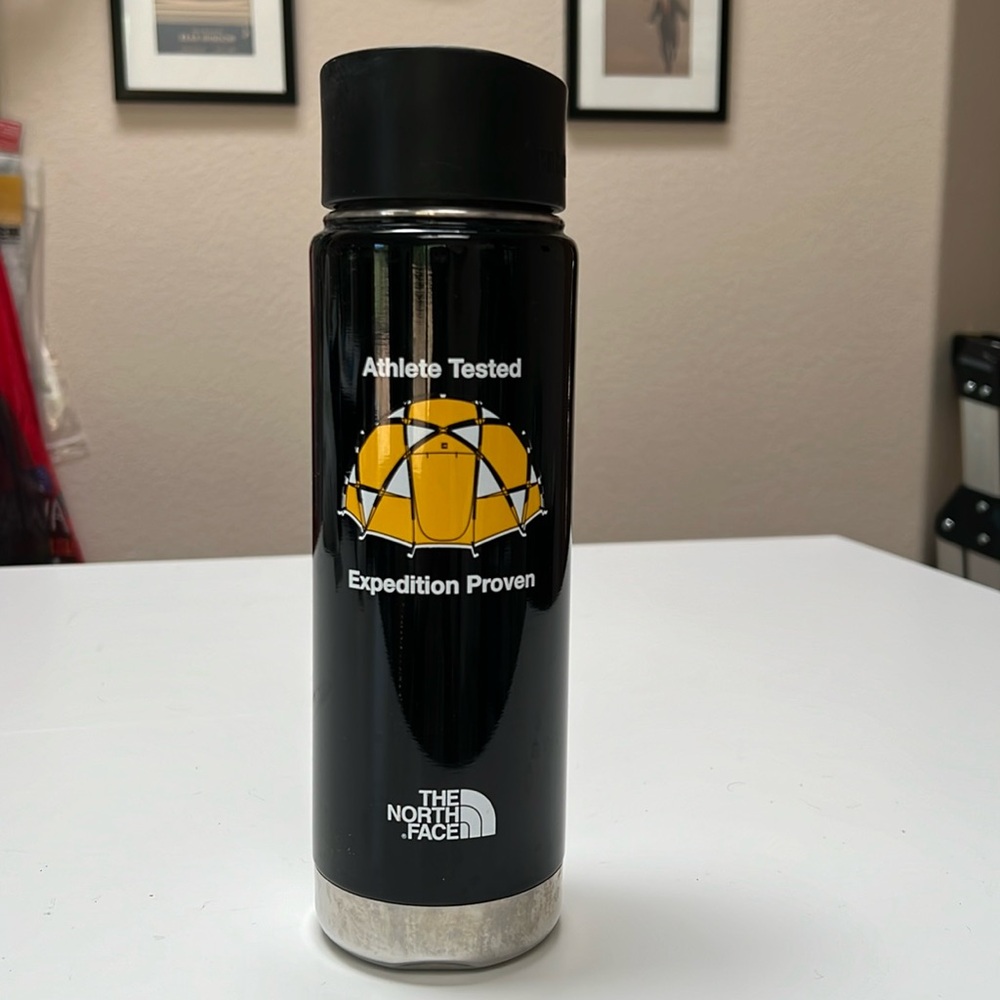 Athlete Tested
Expedition Proven
THE
NORTH
FACE